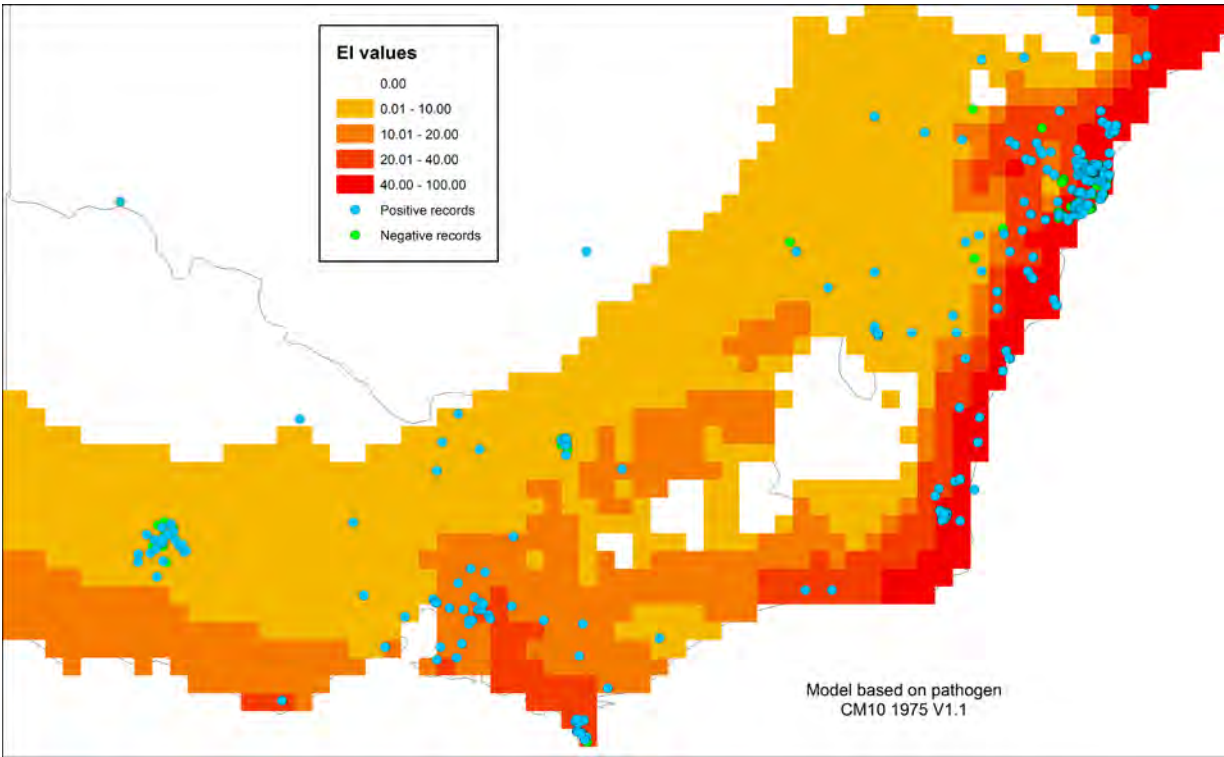 EI values
0.00
0.01 - 10.00
10.01 - 20.00
20.01 - 40.00
40.00 - 100.00
Positive records
Negative records
Model based on pathogen
CM10 1975 V1.1